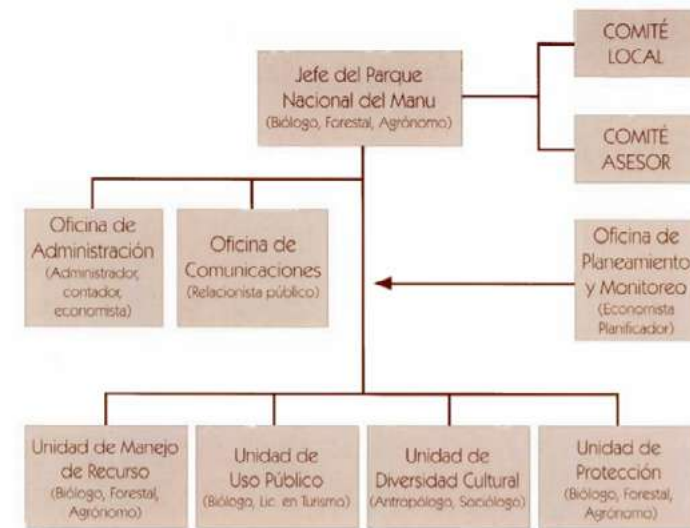 Jefe del Parque
Nacional del Manu
(Biólogo, Forestal, Agrónomo)
COMITÉ
LOCAL
COMITÉ
ASESOR
Oficina de
Administración
(Administrador,
contador,
economista)
Oficina de
Comunicaciones
(Relacionista público)
Oficina de
Planeamiento
y Monitoreo
(Economista
Planificador)
Unidad de Manejo
de Recurso
(Biólogo, Forestal,
Agrónomo)
Unidad de
Uso Público
(Biólogo, Lic. en Turismo)
Unidad de
Diversidad Cultural
(Antropólogo, Sociólogo)
Unidad de
Protección
(Biólogo, Forestal,
Agrónomo)